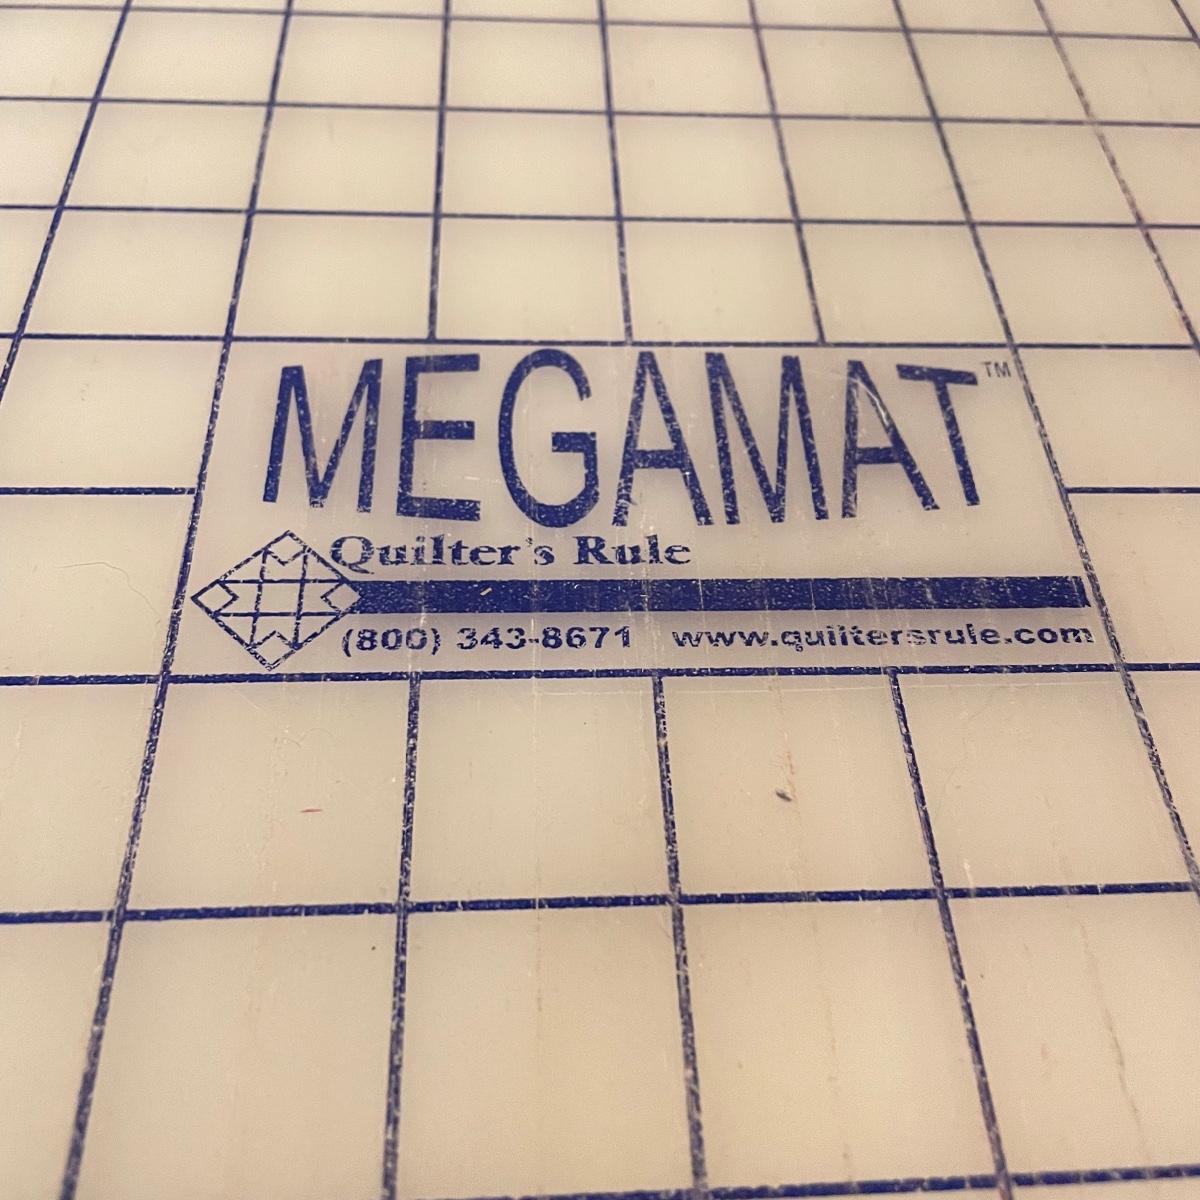 MEGAMAT™
Quilter's Rule
(800) 343-8671 www.quiltersrule.com